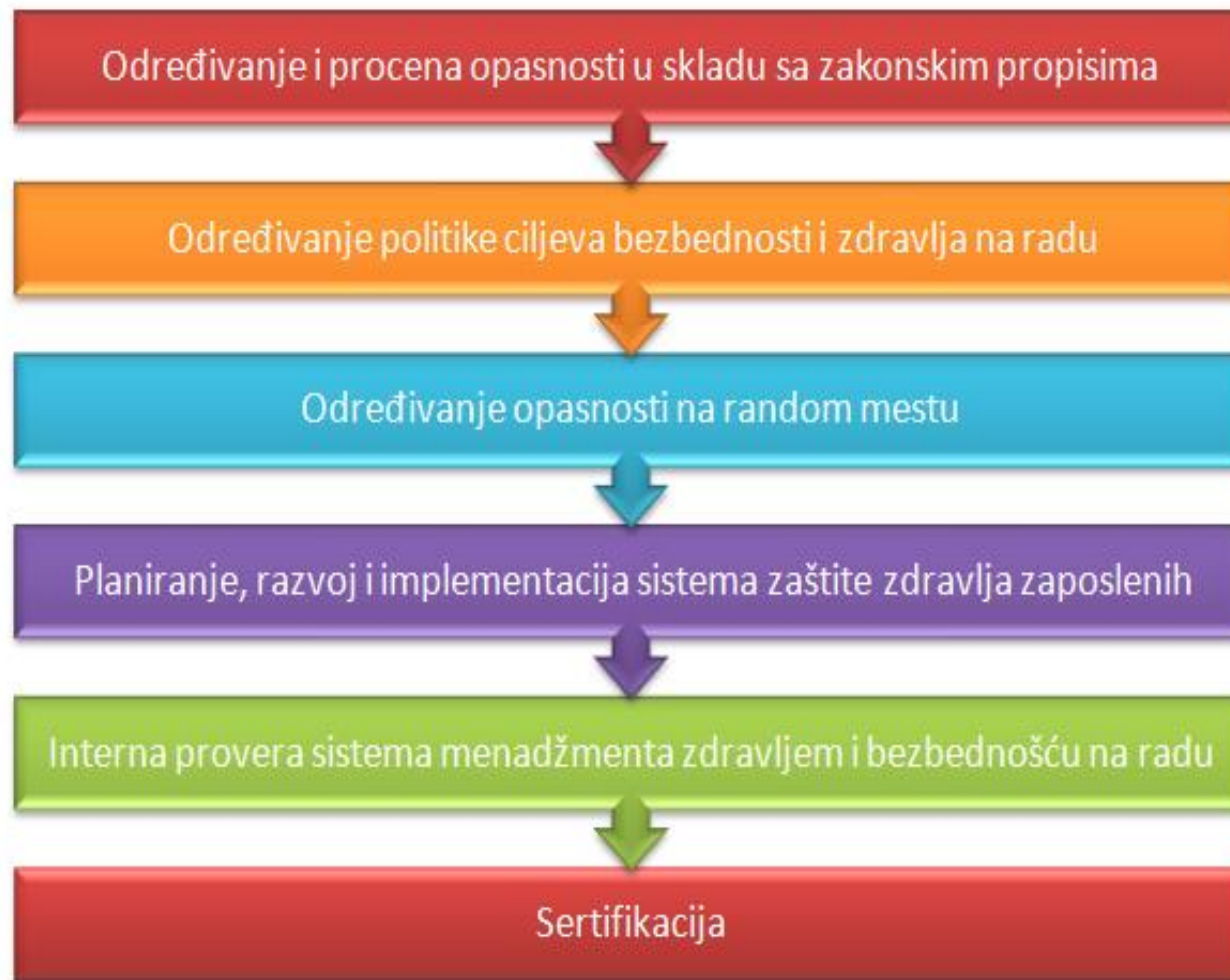 Određivanje i procena opasnosti u skladu sa zakonskim propisima
Određivanje politike ciljeva bezbednosti i zdravlja na radu
Određivanje opasnosti na random mestu
Planiranje, razvoj i implementacija sistema zaštite zdravlja zaposlenih
Interna provera sistema menadžmenta zdravljem i bezbednošću na radu
Sertifikacija